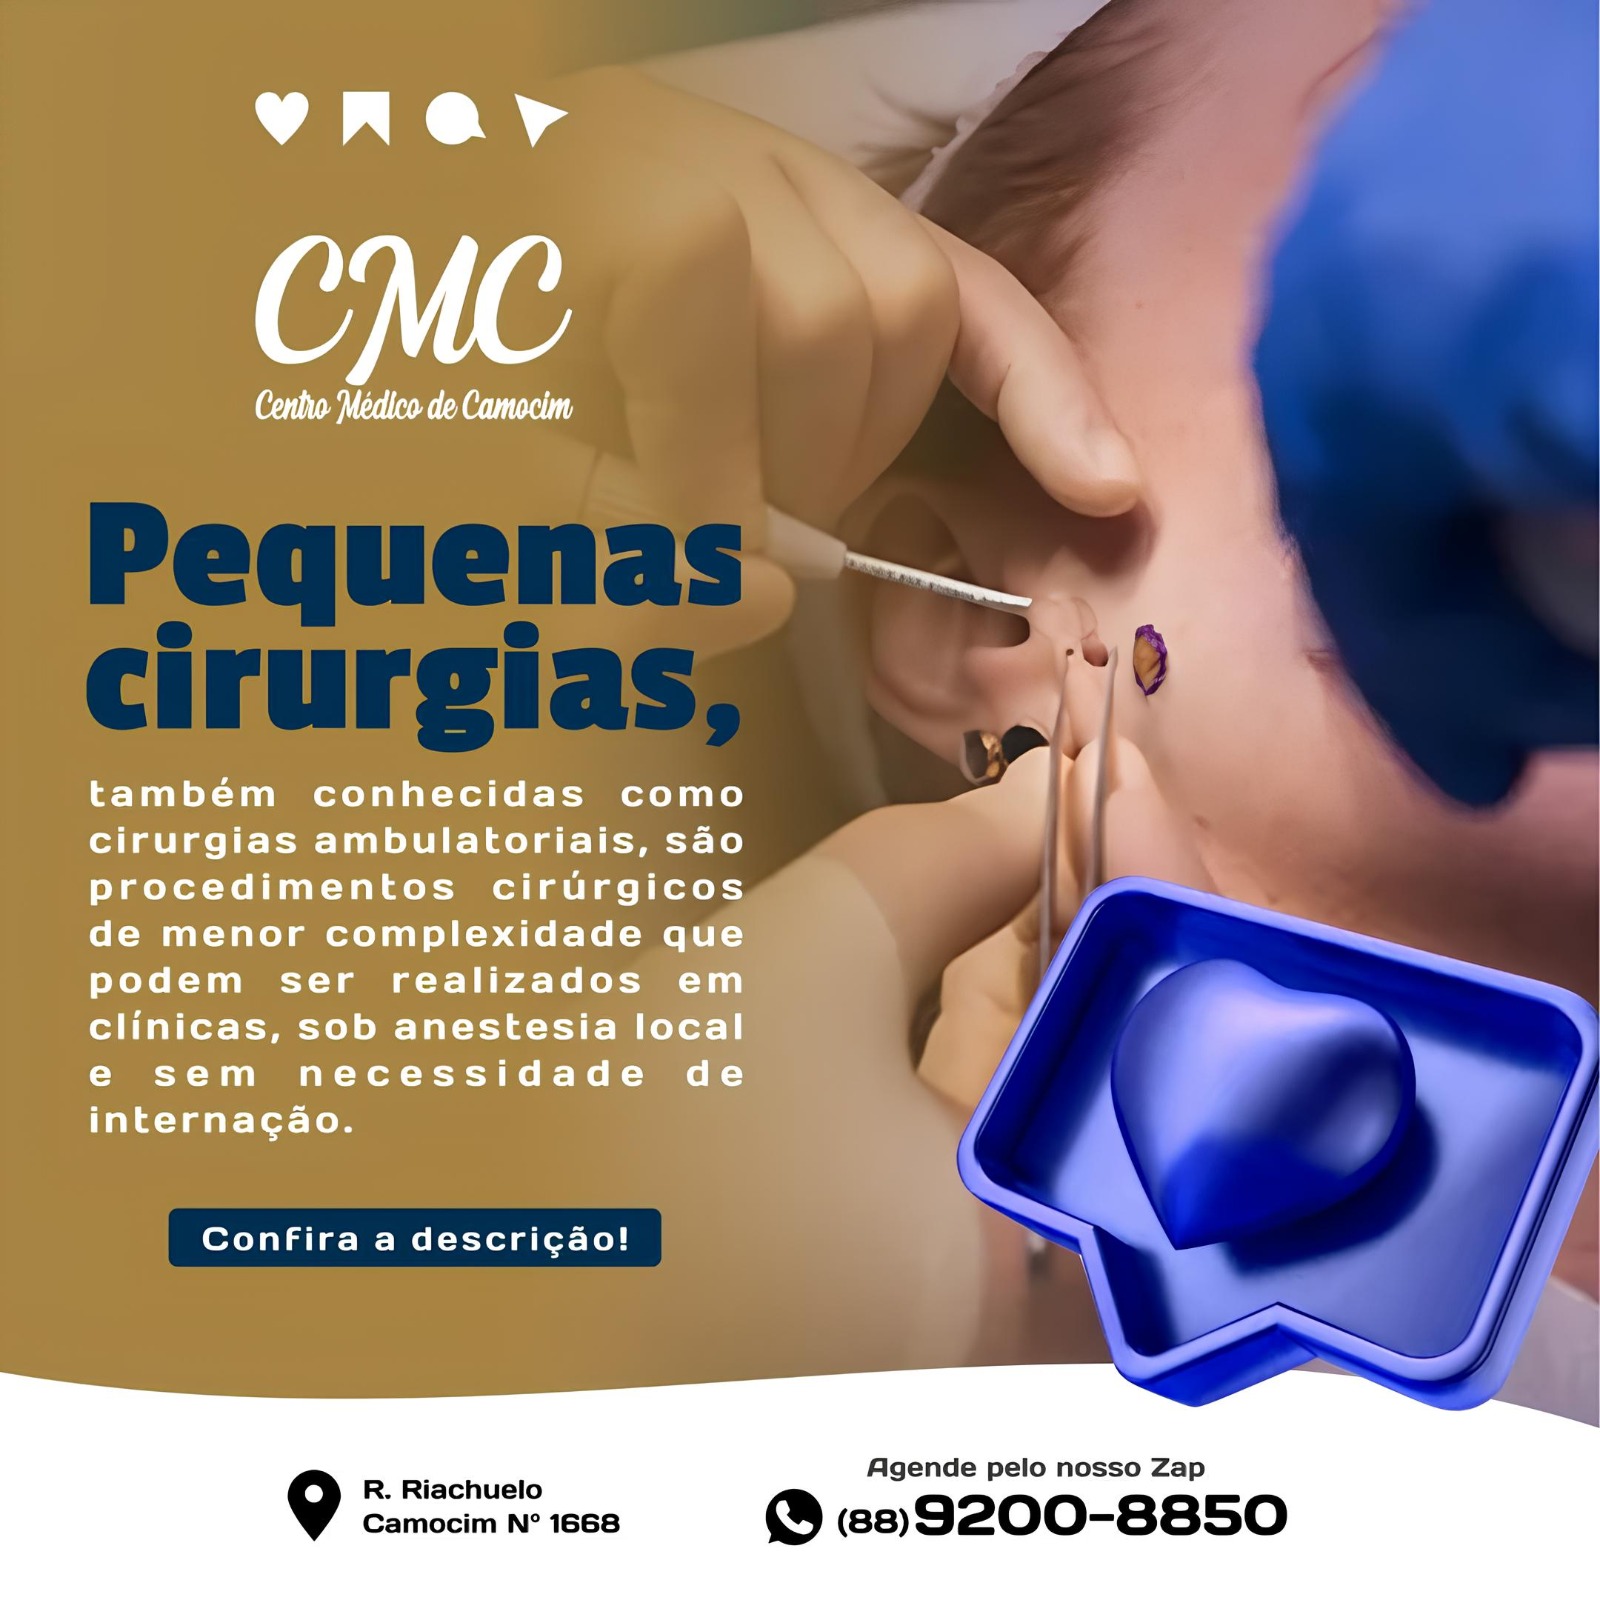 CMC
Centro Médico de Camocim
Pequenas
cirurgias,
também conhecidas como
cirurgias ambulatoriais, são
procedimentos cirúrgicos
de menor complexidade que
podem ser realizados em
clínicas, sob anestesia local
e sem necessidade de
internação.
Confira a descrição!
R. Riachuelo
Camocim Nº 1668
Agende pelo nosso Zap
(88)9200-8850